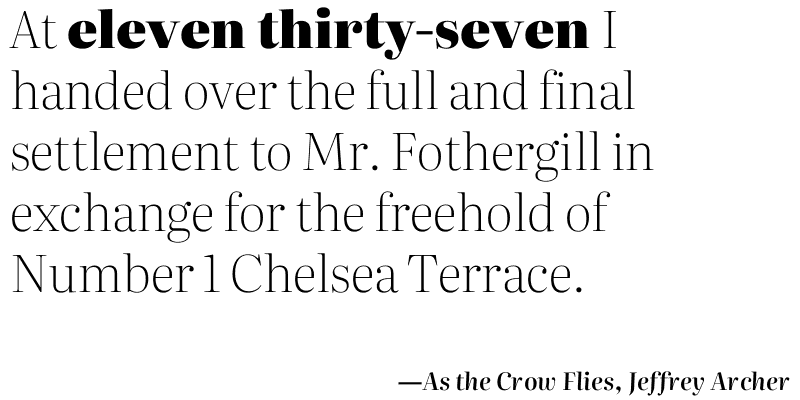 At eleven thirty-seven I
handed over the full and final
settlement to Mr. Fothergill in
exchange for the freehold of
Number 1 Chelsea Terrace.
—As the Crow Flies, Jeffrey Archer